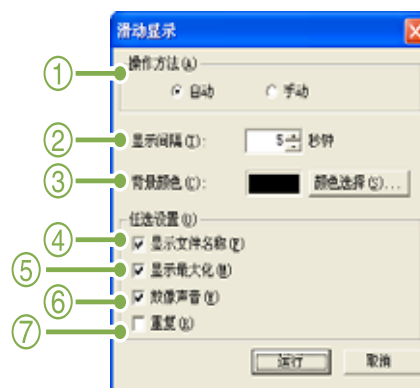 滑动显示
① 操作方法(A)
自动 手动
② 显示间隔(I): 5 秒钟
③ 背景颜色(C): 颜色选择(S)...
任选设置(O)
④ 显示文件名称(F)
⑤ 显示最大化(M)
⑥ 放像声音(V)
⑦ 重复(R)
运行 取消